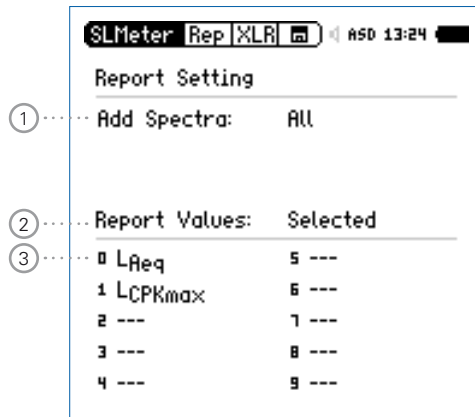 SLMeter Rep XLR ASD 13:24
Report Setting
1 Add Spectra: All
2 Report Values: Selected
3 0 LAeq 5 ---
1 LCPKmax 6 ---
2 --- 7 ---
3 --- 8 ---
4 --- 9 ---